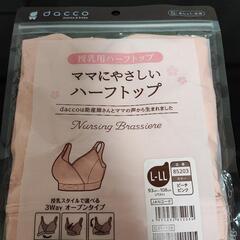 dacco
授乳用ハーフトップ
ママにやさしい
ハーフトップ
daccoは助産師さんとママの声から生まれました
Nursing Brassiere
L-LL
93cm-108cm
85203
ピーチ
ピンク
授乳スタイルで選べる
3Way オープンタイプ